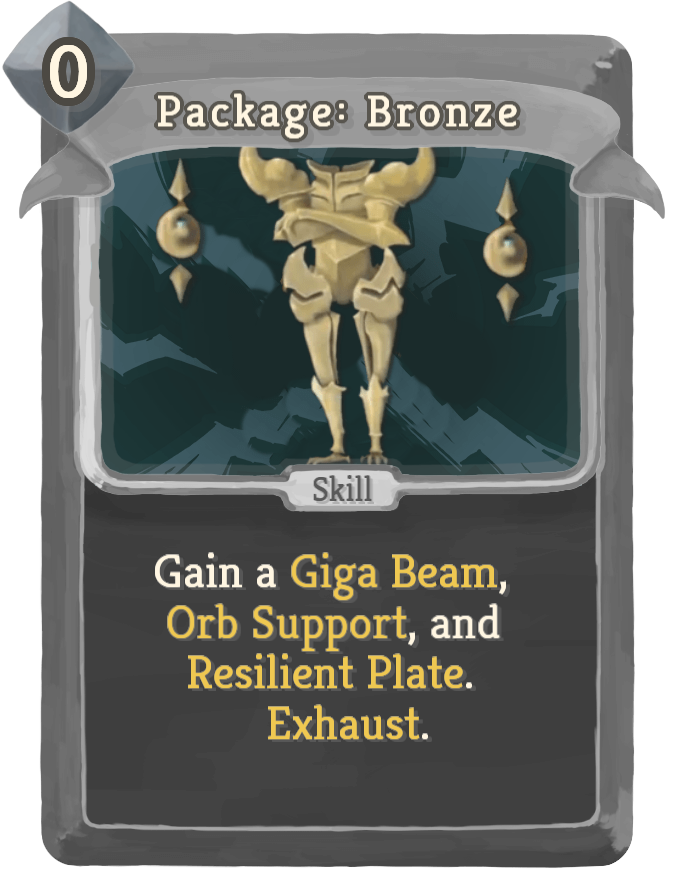 0
Package: Bronze
Skill
Gain a Giga Beam,
Orb Support, and
Resilient Plate.
Exhaust.